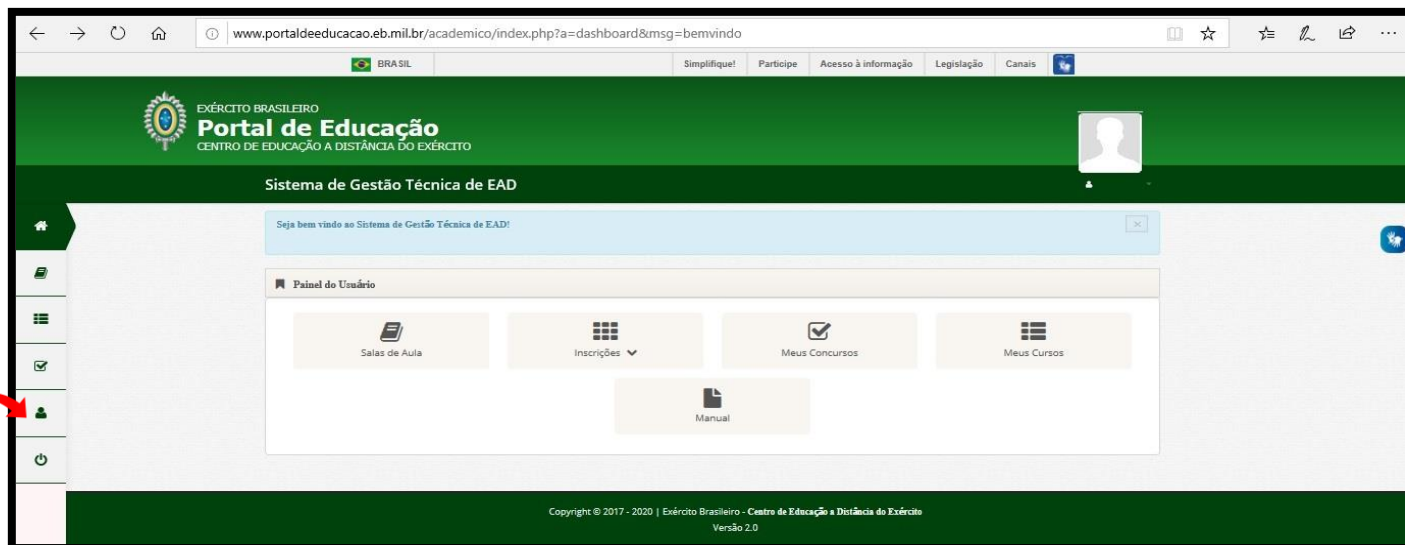 www.portaldeeducacao.eb.mil.br/academico/index.php?a=dashboard&msg=bemvindo
BRASIL Simplifique! Participe Acesso à informação Legislação Canais
EXÉRCITO BRASILEIRO
Portal de Educação
CENTRO DE EDUCAÇÃO A DISTÂNCIA DO EXÉRCITO
Sistema de Gestão Técnica de EAD
Seja bem vindo ao Sistema de Gestão Técnica de EAD!
Painel do Usuário
Salas de Aula Inscrições Meus Concursos Meus Cursos
Manual
Copyright © 2017 - 2020 | Exército Brasileiro - Centro de Educação a Distância do Exército
Versão 2.0